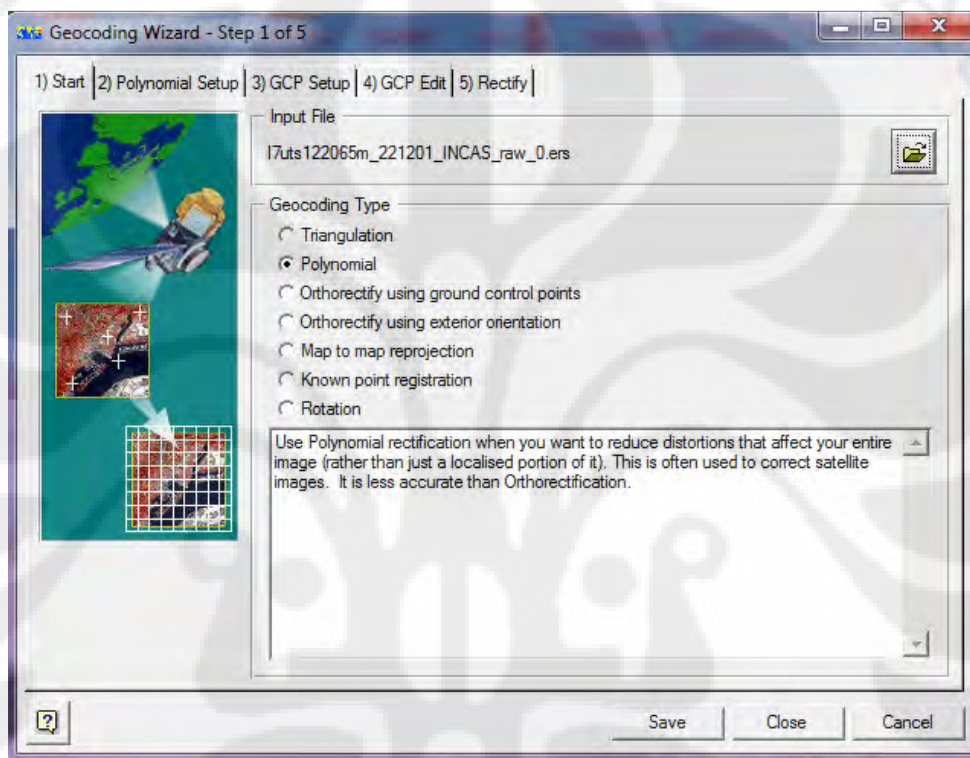 Geocoding Wizard - Step 1 of 5
1) Start 2) Polynomial Setup 3) GCP Setup 4) GCP Edit 5) Rectify
Input File
l7uts122065m_221201_INCAS_raw_0.ers
Geocoding Type
Triangulation
Polynomial
Orthorectify using ground control points
Orthorectify using exterior orientation
Map to map reprojection
Known point registration
Rotation
Use Polynomial rectification when you want to reduce distortions that affect your entire
image (rather than just a localised portion of it). This is often used to correct satellite
images. It is less accurate than Orthorectification.
Save Close Cancel